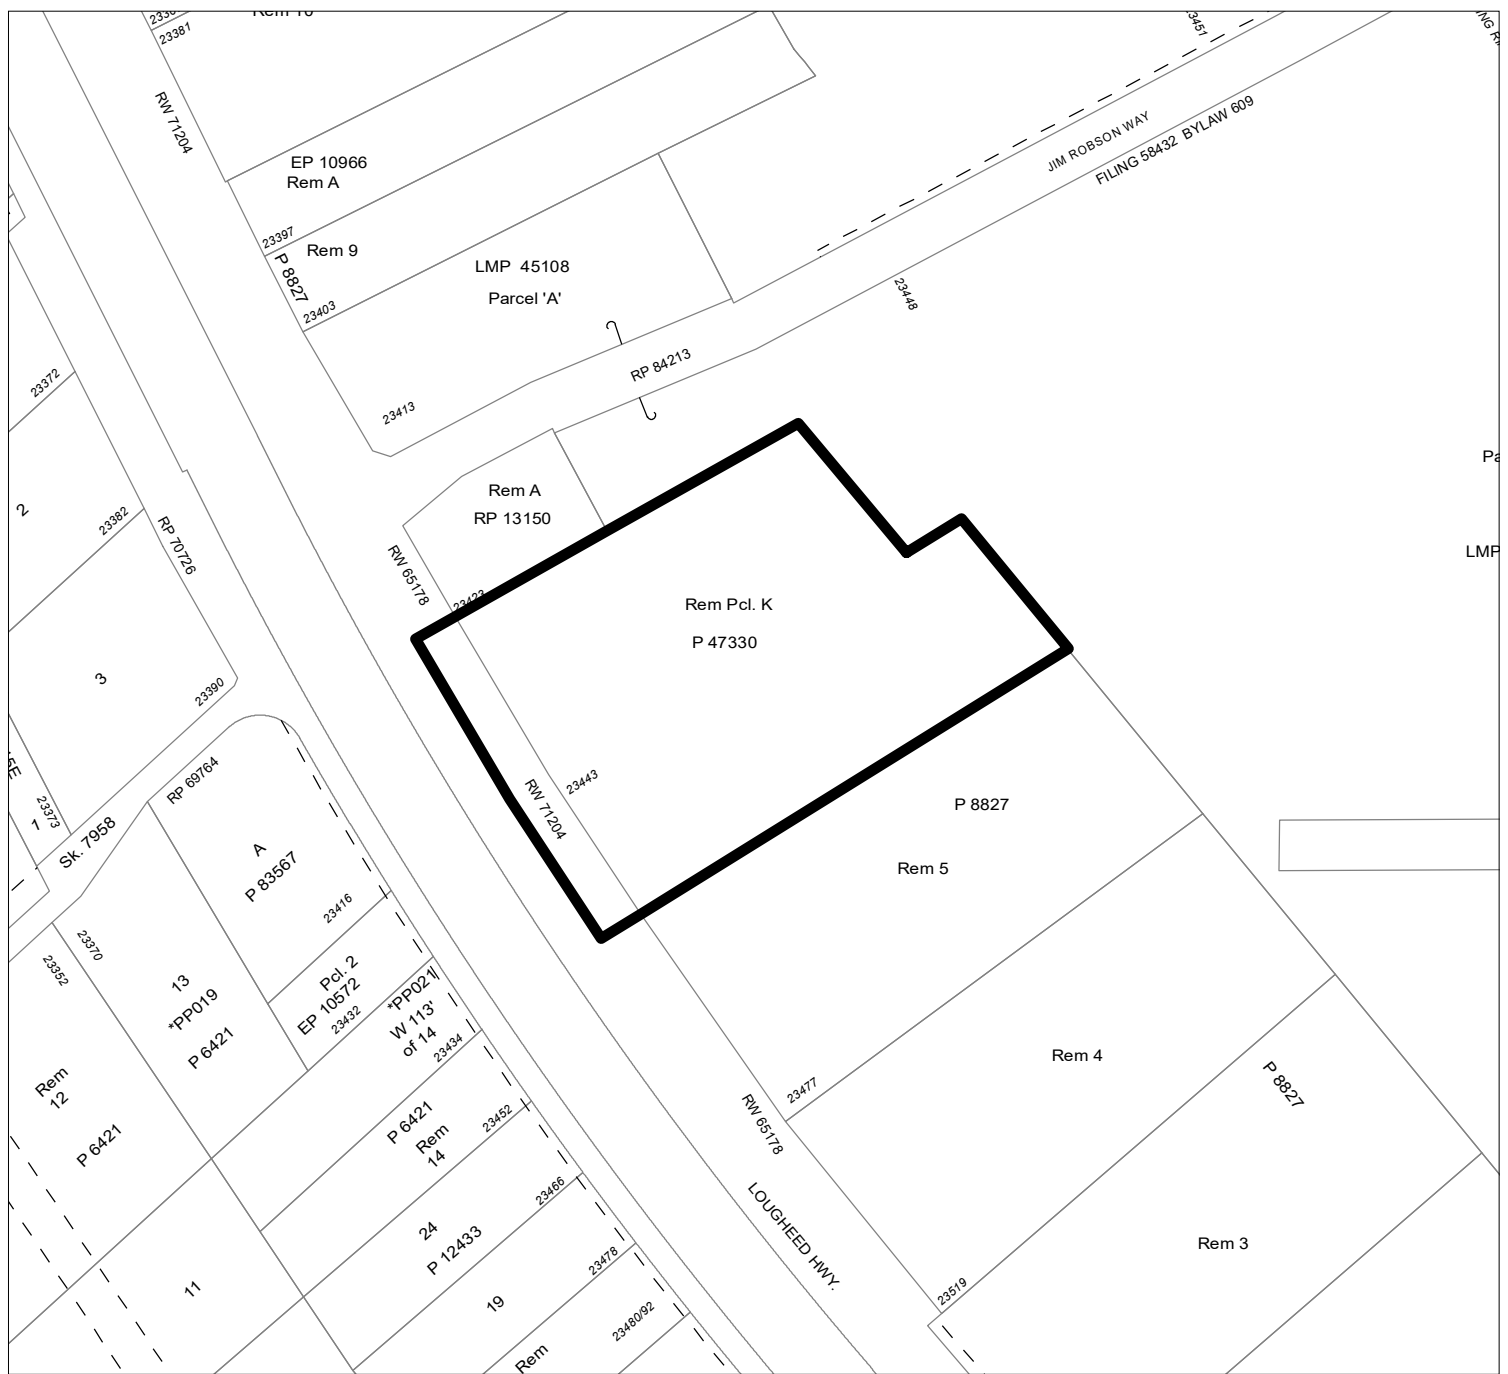 Rem 10
23381
23451
RW 71204
JIM ROBSON WAY
FILING 58432 BYLAW 609
EP 10966
Rem A
23397
Rem 9
P 8827
23403
LMP 45108
Parcel 'A'
23448
RP 84213
23372
23413
2
23382
RP 70726
Rem A
RP 13150
RW 65178
23423
Rem Pcl. K
P 47330
LMP
3
23390
23443
RW 71204
RP 69764
23373
1
Sk. 7958
A
P 83567
P 8827
Rem 5
23416
23370
23352
13
*PP019
P 6421
Pcl. 2
EP 10572
23432
*PP021
W 113'
of 14
23434
Rem
12
P 6421
P 6421
Rem
14
23452
23477
Rem 4
P 8827
RW 65178
LOUGHEED HWY.
23466
24
P 12433
23478
11
19
23480/92
Rem
23519
Rem 3